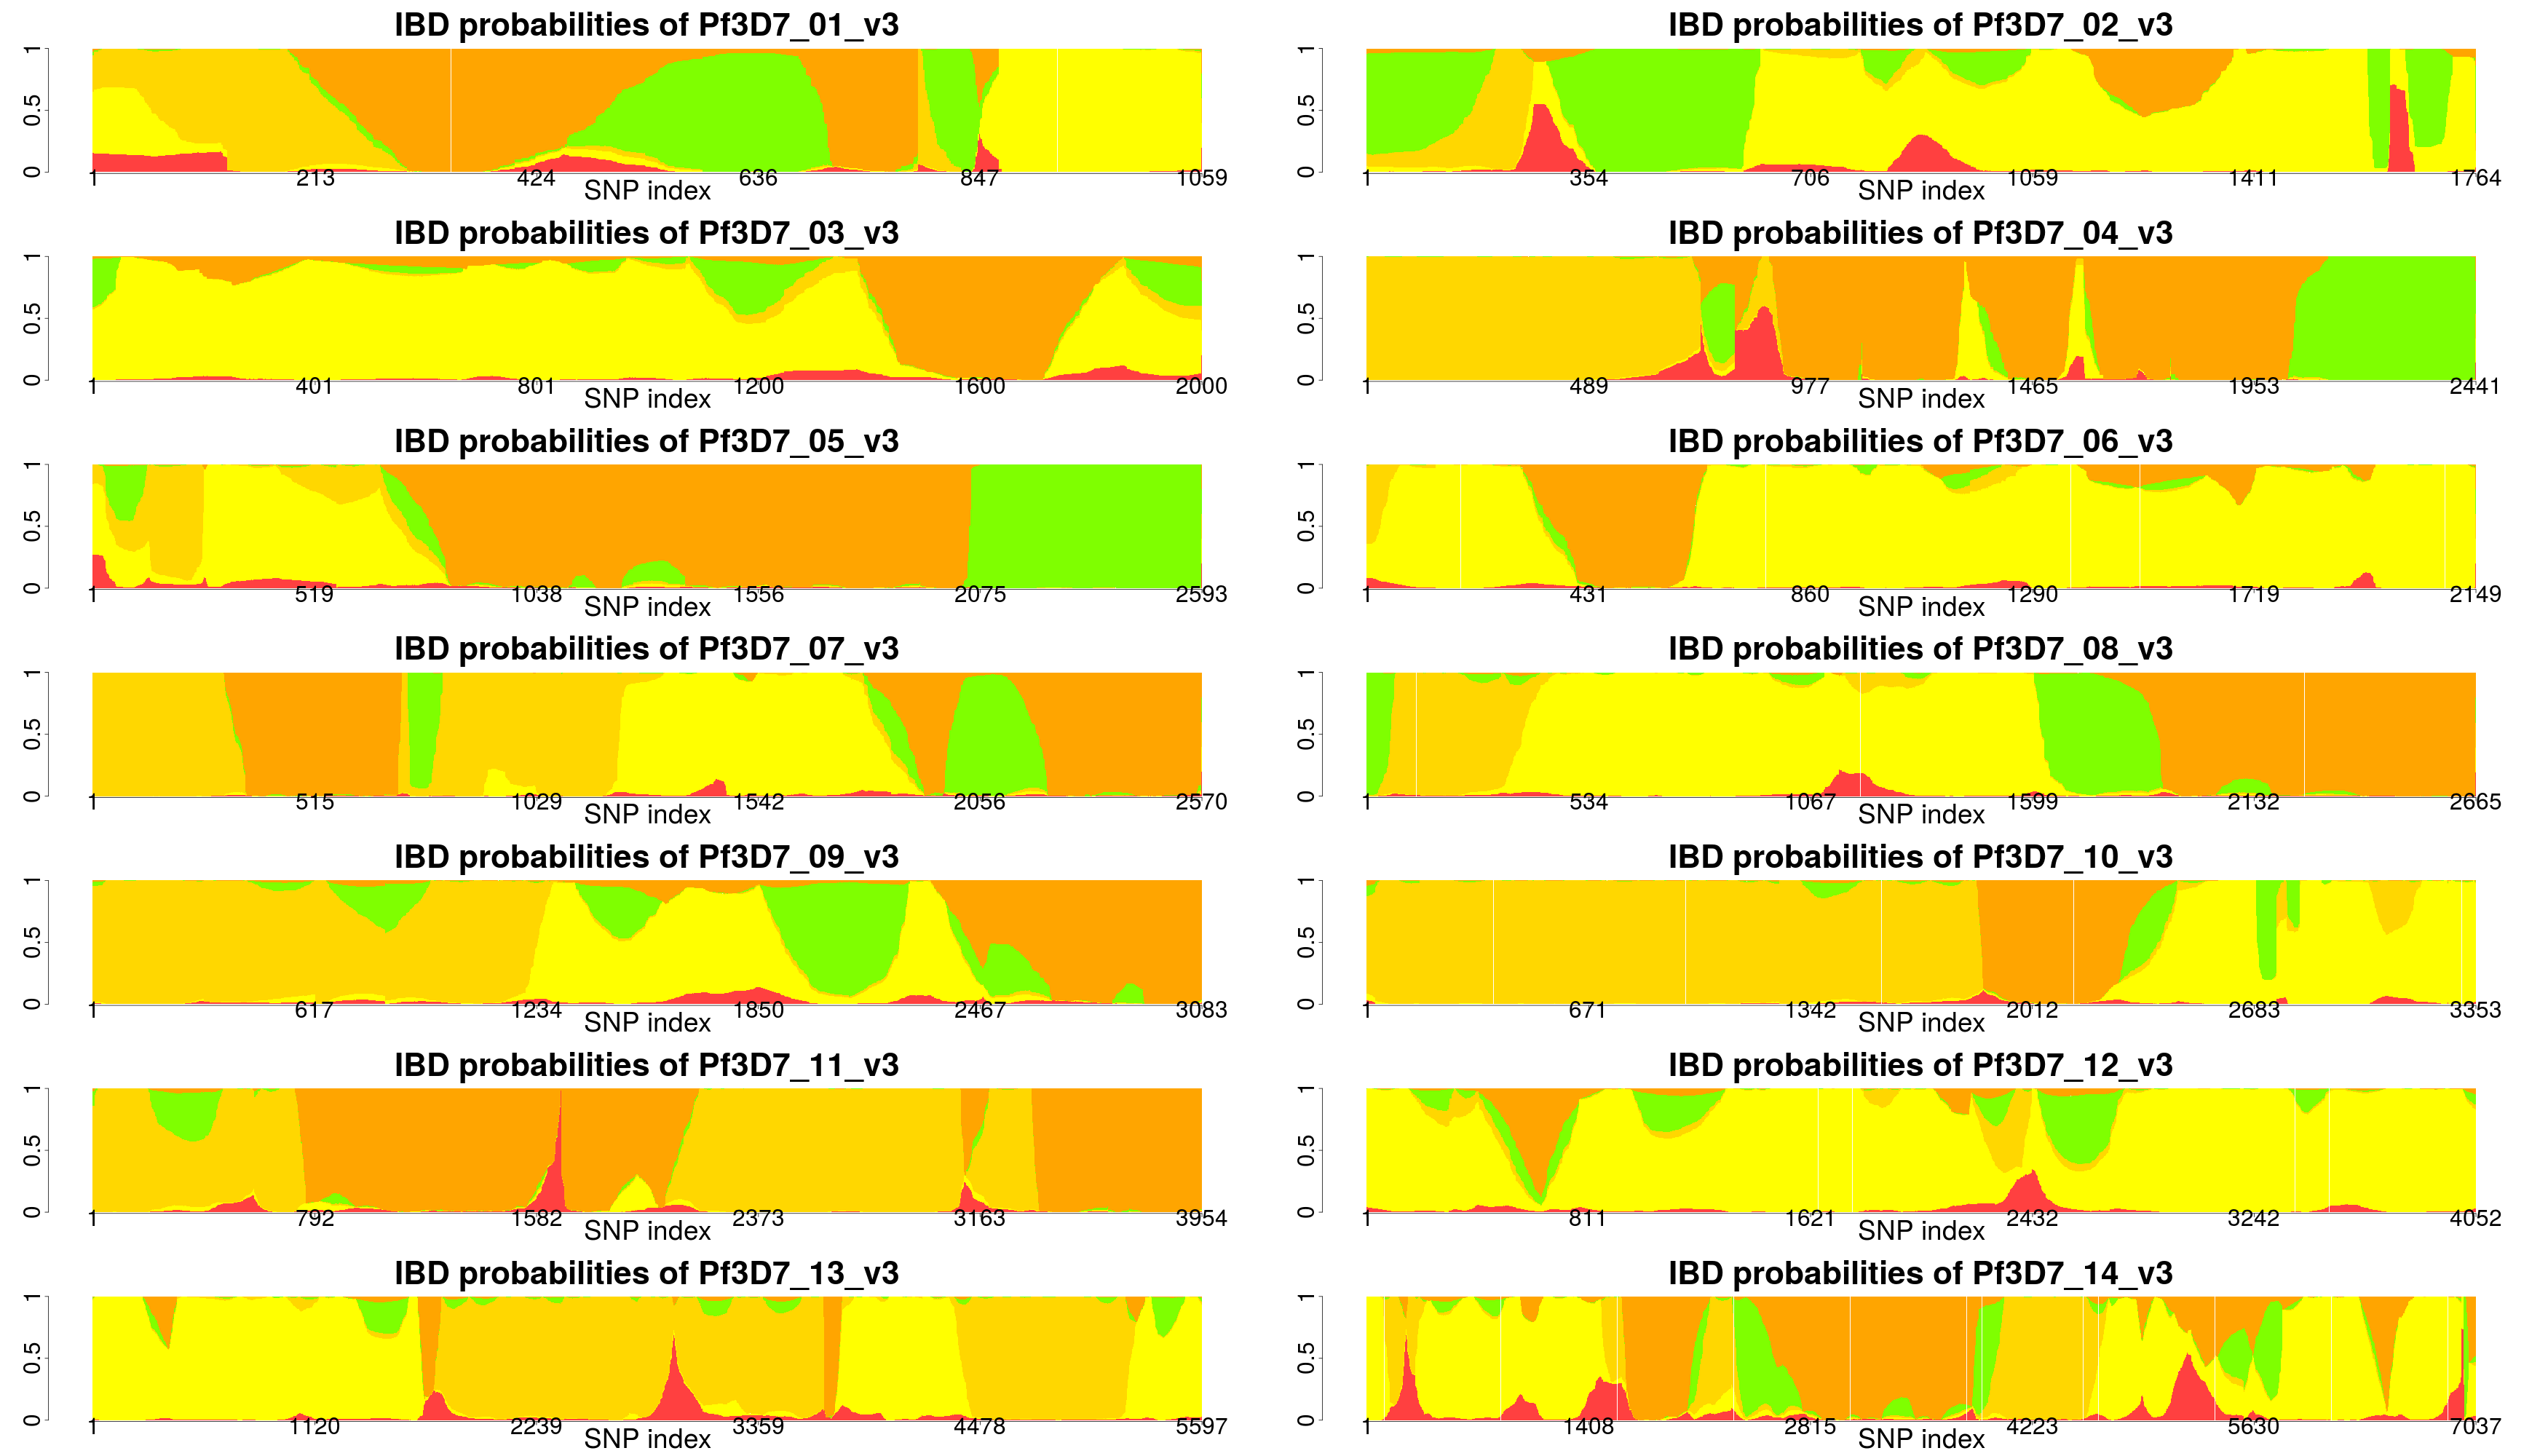 IBD probabilities of Pf3D7_01_v3
1
0.5
0
1 213 424 636 847 1059
SNP index
IBD probabilities of Pf3D7_02_v3
1
0.5
0
1 354 706 1059 1411 1764
SNP index
IBD probabilities of Pf3D7_03_v3
1
0.5
0
1 401 801 1200 1600 2000
SNP index
IBD probabilities of Pf3D7_04_v3
1
0.5
0
1 489 977 1465 1953 2441
SNP index
IBD probabilities of Pf3D7_05_v3
1
0.5
0
1 519 1038 1556 2075 2593
SNP index
IBD probabilities of Pf3D7_06_v3
1
0.5
0
1 431 860 1290 1719 2149
SNP index
IBD probabilities of Pf3D7_07_v3
1
0.5
0
1 515 1029 1542 2056 2570
SNP index
IBD probabilities of Pf3D7_08_v3
1
0.5
0
1 534 1067 1599 2132 2665
SNP index
IBD probabilities of Pf3D7_09_v3
1
0.5
0
1 617 1234 1850 2467 3083
SNP index
IBD probabilities of Pf3D7_10_v3
1
0.5
0
1 671 1342 2012 2683 3353
SNP index
IBD probabilities of Pf3D7_11_v3
1
0.5
0
1 792 1582 2373 3163 3954
SNP index
IBD probabilities of Pf3D7_12_v3
1
0.5
0
1 811 1621 2432 3242 4052
SNP index
IBD probabilities of Pf3D7_13_v3
1
0.5
0
1 1120 2239 3359 4478 5597
SNP index
IBD probabilities of Pf3D7_14_v3
1
0.5
0
1 1408 2815 4223 5630 7037
SNP index